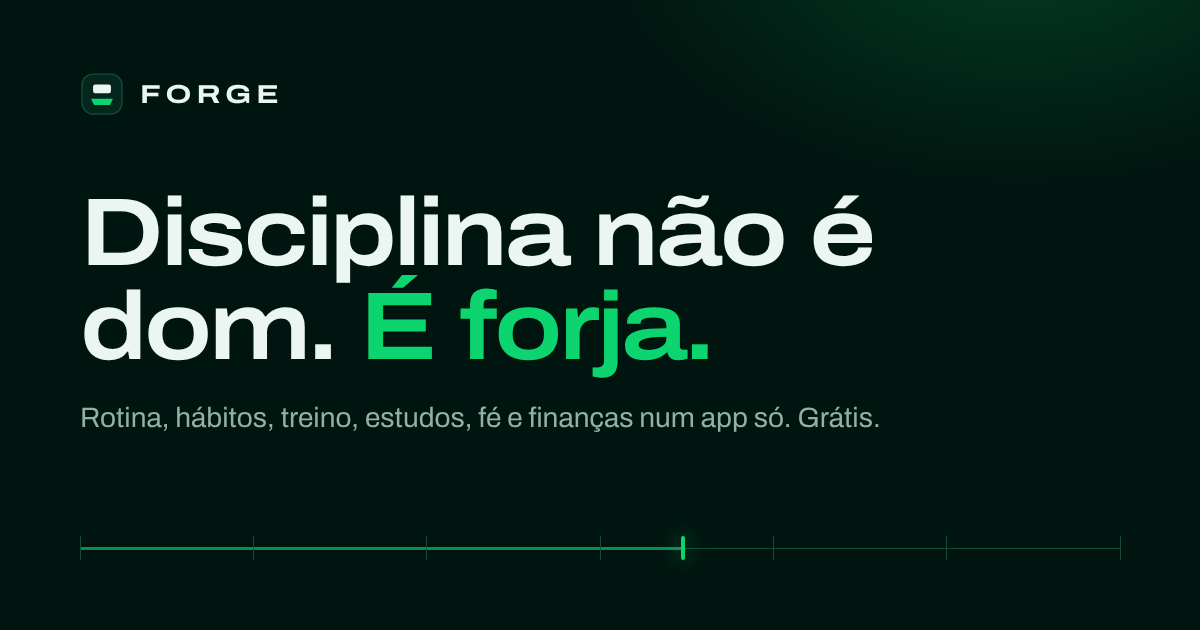 FORGE
Disciplina não é
dom. É forja.
Rotina, hábitos, treino, estudos, fé e finanças num app só. Grátis.